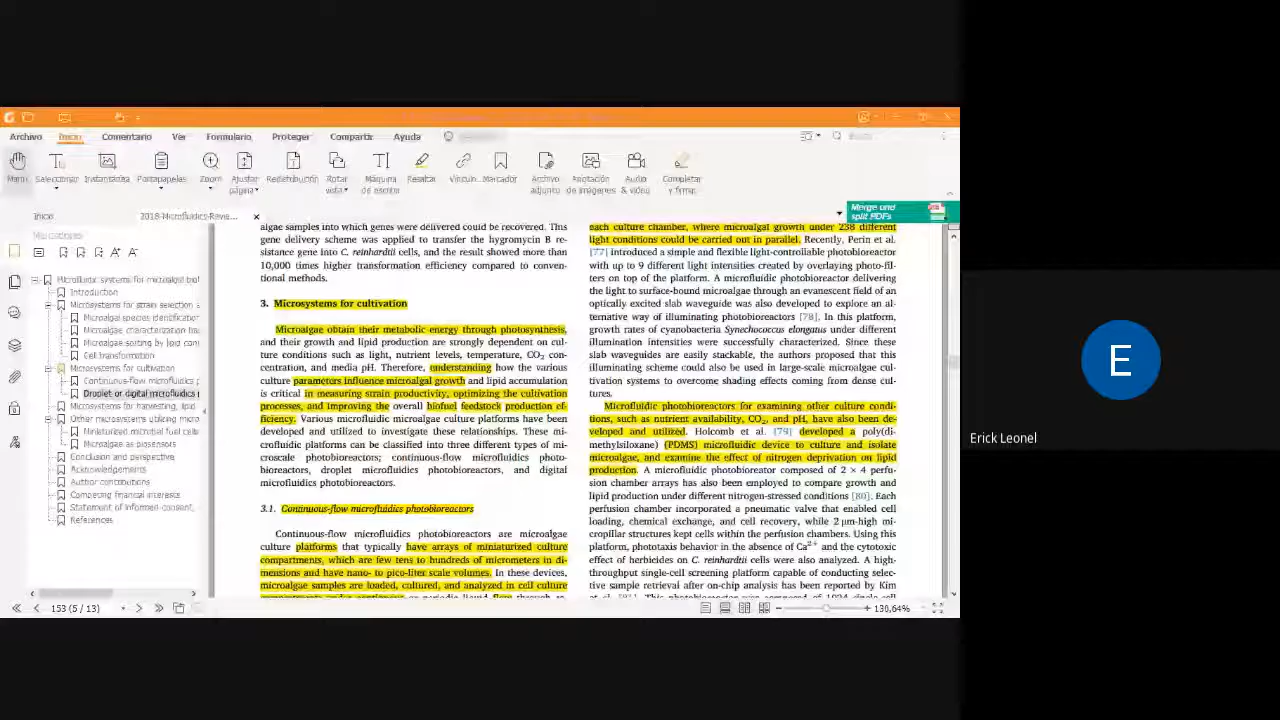 Archivo Inicio Comentario Ver Formulario Proteger Compartir Ayuda
Mano Seleccionar Instantánea Portapapeles Zoom Ajustar página Redistribución Rotar vista Máquina de escribir Resaltar Vínculo Marcador Archivo adjunto Anotación de imágenes Audio & vídeo Completar y firmar
Inicio 2018-Microfluidics-Revie...
Merge and
split PDFs
Marcadores
Microfluidic systems for microalgal biot
Introduction
Microsystems for strain selection
Microalgal species identification
Microalgae characterization
Microalgae sorting by lipid con
Cell transformation
Microsystems for cultivation
Continuous-flow microfluidics p
Droplet or digital microfluidics p
Microsystems for harvesting, lipid
Other microsystems utilizing micro
Miniaturized microbial fuel cells
Microalgae as biosensors
Conclusion and perspective
Acknowledgements
Author contributions
Competing financial interests
Statement of informed consent,
References
algae samples into which genes were delivered could be recovered. This
gene delivery scheme was applied to transfer the hygromycin B re-
sistance gene into C. reinhardtii cells, and the result showed more than
10,000 times higher transformation efficiency compared to conven-
tional methods.
3. Microsystems for cultivation
Microalgae obtain their metabolic energy through photosynthesis,
and their growth and lipid production are strongly dependent on cul-
ture conditions such as light, nutrient levels, temperature, CO2 con-
centration, and media pH. Therefore, understanding how the various
culture parameters influence microalgal growth and lipid accumulation
is critical in measuring strain productivity, optimizing the cultivation
processes, and improving the overall biofuel feedstock production ef-
ficiency. Various microfluidic microalgae culture platforms have been
developed and utilized to investigate these relationships. These mi-
crofluidic platforms can be classified into three different types of mi-
croscale photobioreactors; continuous-flow microfluidics photo-
bioreactors, droplet microfluidics photobioreactors, and digital
microfluidics photobioreactors.
3.1. Continuous-flow microfluidics photobioreactors
Continuous-flow microfluidics photobioreactors are microalgae
culture platforms that typically have arrays of miniaturized culture
compartments, which are few tens to hundreds of micrometers in di-
mensions and have nano- to pico-liter scale volumes. In these devices,
microalgae samples are loaded, cultured, and analyzed in cell culture
compartments under continuous or periodic liquid flow through
each culture chamber, where microalgal growth under 238 different
light conditions could be carried out in parallel. Recently, Perin et al.
[77] introduced a simple and flexible light-controllable photobioreactor
with up to 9 different light intensities created by overlaying photo-fil-
ters on top of the platform. A microfluidic photobioreactor delivering
the light to surface-bound microalgae through an evanescent field of an
optically excited slab waveguide was also developed to explore an al-
ternative way of illuminating photobioreactors [78]. In this platform,
growth rates of cyanobacteria Synechococcus elongatus under different
illumination intensities were successfully characterized. Since these
slab waveguides are easily stackable, the authors proposed that this
illuminating scheme could also be used in large-scale microalgae cul-
tivation systems to overcome shading effects coming from dense cul-
tures.
Microfluidic photobioreactors for examining other culture condi-
tions, such as nutrient availability, CO2, and pH, have also been de-
veloped and utilized. Holcomb et al. [79] developed a poly(di-
methylsiloxane) (PDMS) microfluidic device to culture and isolate
microalgae, and examine the effect of nitrogen deprivation on lipid
production. A microfluidic photobioreator composed of 2 × 4 perfu-
sion chamber arrays has also been employed to compare growth and
lipid production under different nitrogen-stressed conditions [80]. Each
perfusion chamber incorporated a pneumatic valve that enabled cell
loading, chemical exchange, and cell recovery, while 2 μm-high mi-
cropillar structures kept cells within the perfusion chambers. Using this
platform, phototaxis behavior in the absence of Ca2+ and the cytotoxic
effect of herbicides on C. reinhardtii cells were also analyzed. A high-
throughput single-cell screening platform capable of conducting selec-
tive sample retrieval after on-chip analysis has been reported by Kim
et al. [81]. This photobioreactor was composed of 1024 single-cell
153 (5 / 13)
138,64%
E
Erick Leonel